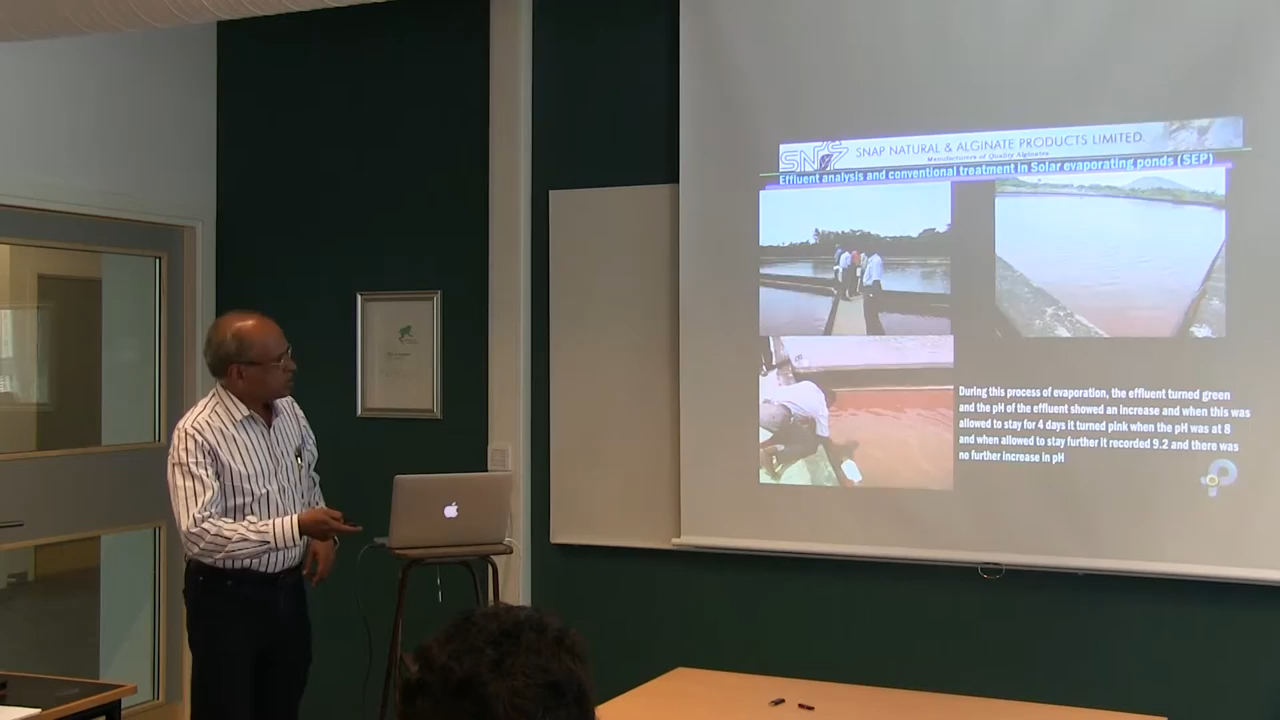 SNAP NATURAL & ALGINATE PRODUCTS LIMITED.
Manufacturers of Quality Alginates
Effluent analysis and conventional treatment in Solar evaporating ponds (SEP)
During this process of evaporation, the effluent turned green
and the pH of the effluent showed an increase and when this was
allowed to stay for 4 days it turned pink when the pH was at 8
and when allowed to stay further it recorded 9.2 and there was
no further increase in pH